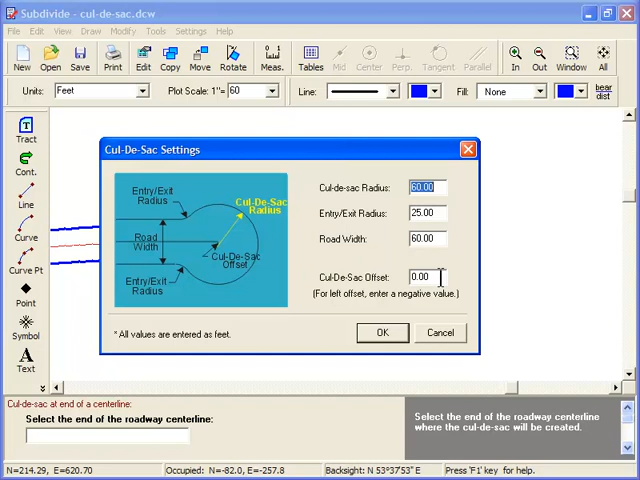 Subdivide - cul-de-sac.dcw
File Edit View Draw Modify Tools Settings Help
New Open Save Print Edit Copy Move Rotate Meas. Tables Mid Center Perp. Tangent Parallel In Out Window All
Units: Feet Plot Scale: 1"= 60 Line: Fill: None bear dist
Tract
Cont.
Line
Curve
Curve Pt
Point
Symbol
Text
Cul-De-Sac Settings
Entry/Exit
Radius
Cul-De-Sac
Radius
Road
Width
Cul-De-Sac
Offset
Entry/Exit
Radius
Cul-de-sac Radius: 60.00
Entry/Exit Radius: 25.00
Road Width: 60.00
Cul-De-Sac Offset: 0.00
(For left offset, enter a negative value.)
* All values are entered as feet.
OK Cancel
Cul-de-sac at end of a centerline:
Select the end of the roadway centerline:
Select the end of the roadway centerline
where the cul-de-sac will be created.
N=214.29, E=620.70 Occupied: N=-82.0, E=-257.8 Backsight: N 53°37'53" E Press 'F1' key for help.